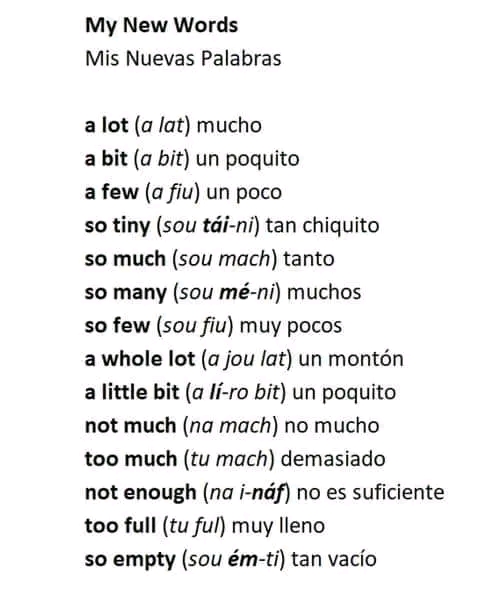 My New Words
Mis Nuevas Palabras
a lot (a lat) mucho
a bit (a bit) un poquito
a few (a fiu) un poco
so tiny (sou tái-ni) tan chiquito
so much (sou mach) tanto
so many (sou mé-ni) muchos
so few (sou fiu) muy pocos
a whole lot (a jou lat) un montón
a little bit (a lí-ro bit) un poquito
not much (na mach) no mucho
too much (tu mach) demasiado
not enough (na i-náf) no es suficiente
too full (tu ful) muy lleno
so empty (sou ém-ti) tan vacío